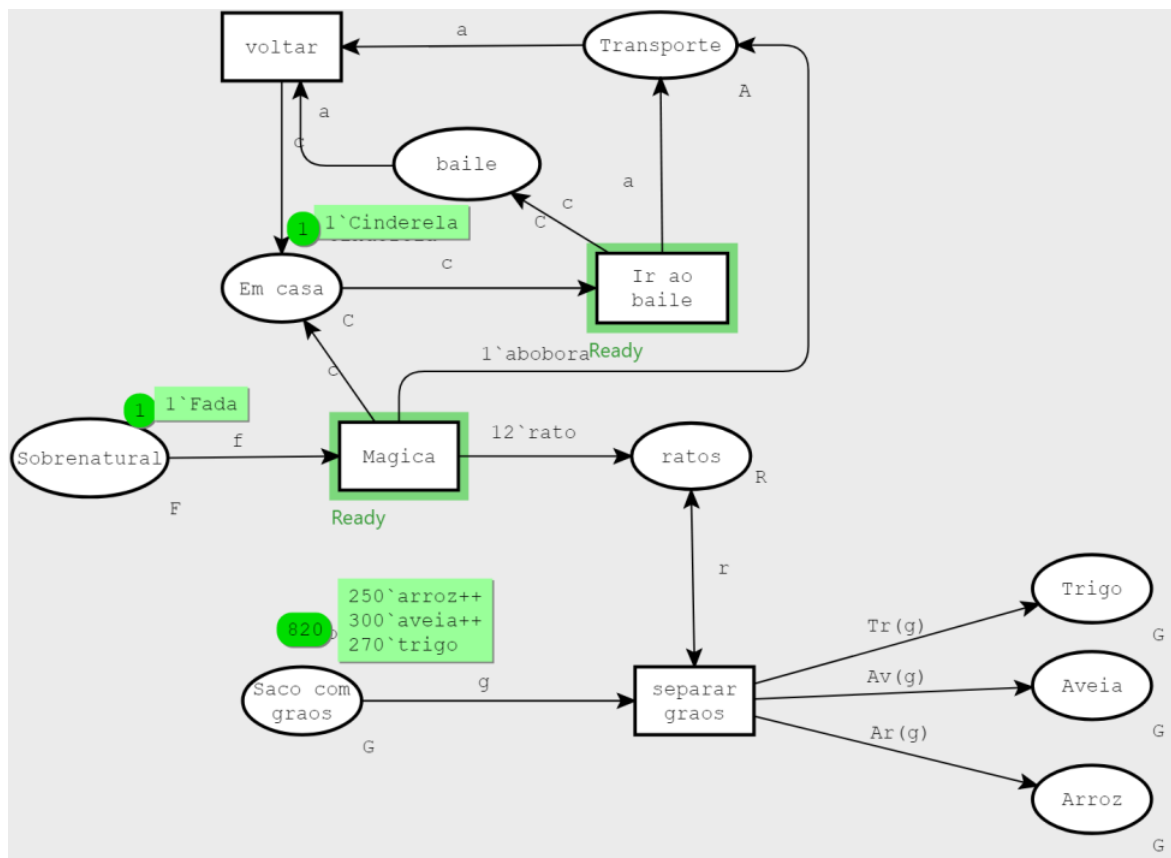 voltar
a
Transporte
A
a
c
baile
a
c
C
1
1`Cinderela
Em casa
c
C
Ir ao
baile
Ready
1`abobora
c
1
1`Fada
Sobrenatural
f
F
Magica
Ready
12`rato
ratos
R
r
820
250`arroz++
300`aveia++
270`trigo
Saco com
graos
g
G
separar
graos
Tr(g)
Trigo
G
Av(g)
Aveia
G
Ar(g)
Arroz
G